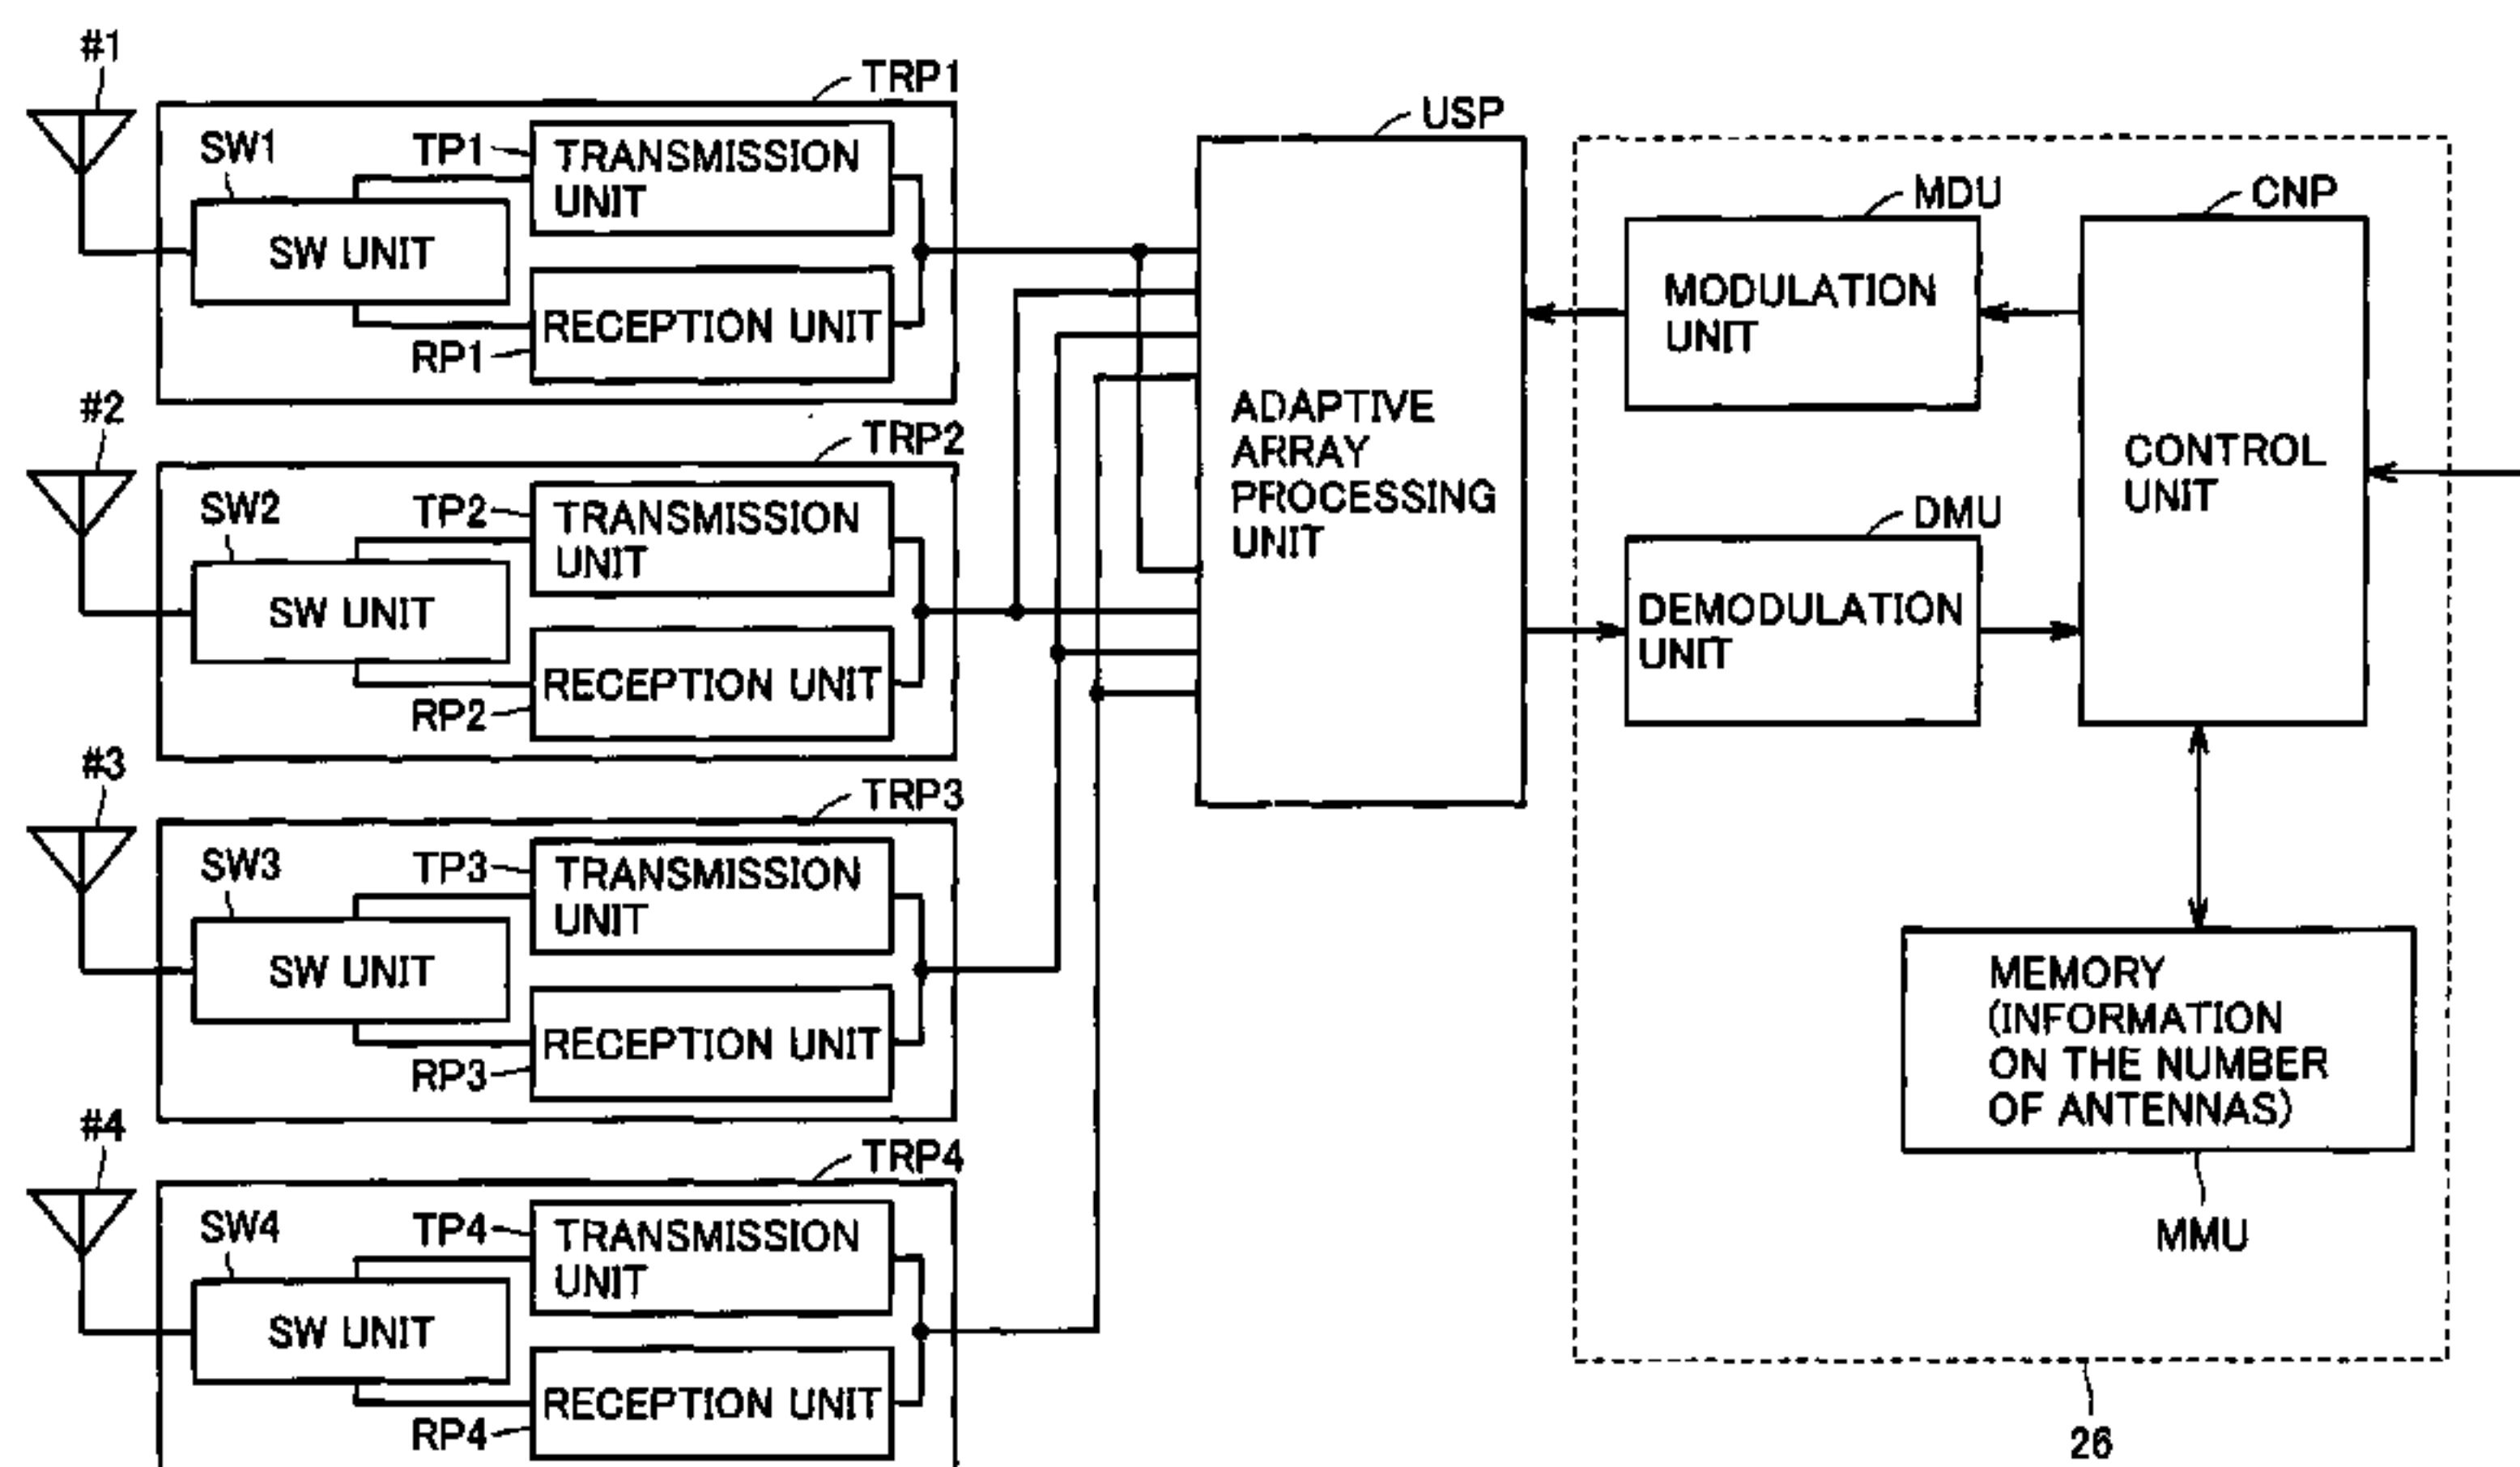 #1
TRP1
SW1
TP1
TRANSMISSION
UNIT
SW UNIT
RECEPTION UNIT
RP1
#2
TRP2
SW2
TP2
TRANSMISSION
UNIT
SW UNIT
RECEPTION UNIT
RP2
#3
TRP3
SW3
TP3
TRANSMISSION
UNIT
SW UNIT
RECEPTION UNIT
RP3
#4
TRP4
SW4
TP4
TRANSMISSION
UNIT
SW UNIT
RECEPTION UNIT
RP4
USP
ADAPTIVE
ARRAY
PROCESSING
UNIT
MDU
MODULATION
UNIT
DMU
DEMODULATION
UNIT
CNP
CONTROL
UNIT
MEMORY
(INFORMATION
ON THE NUMBER
OF ANTENNAS)
MMU
26